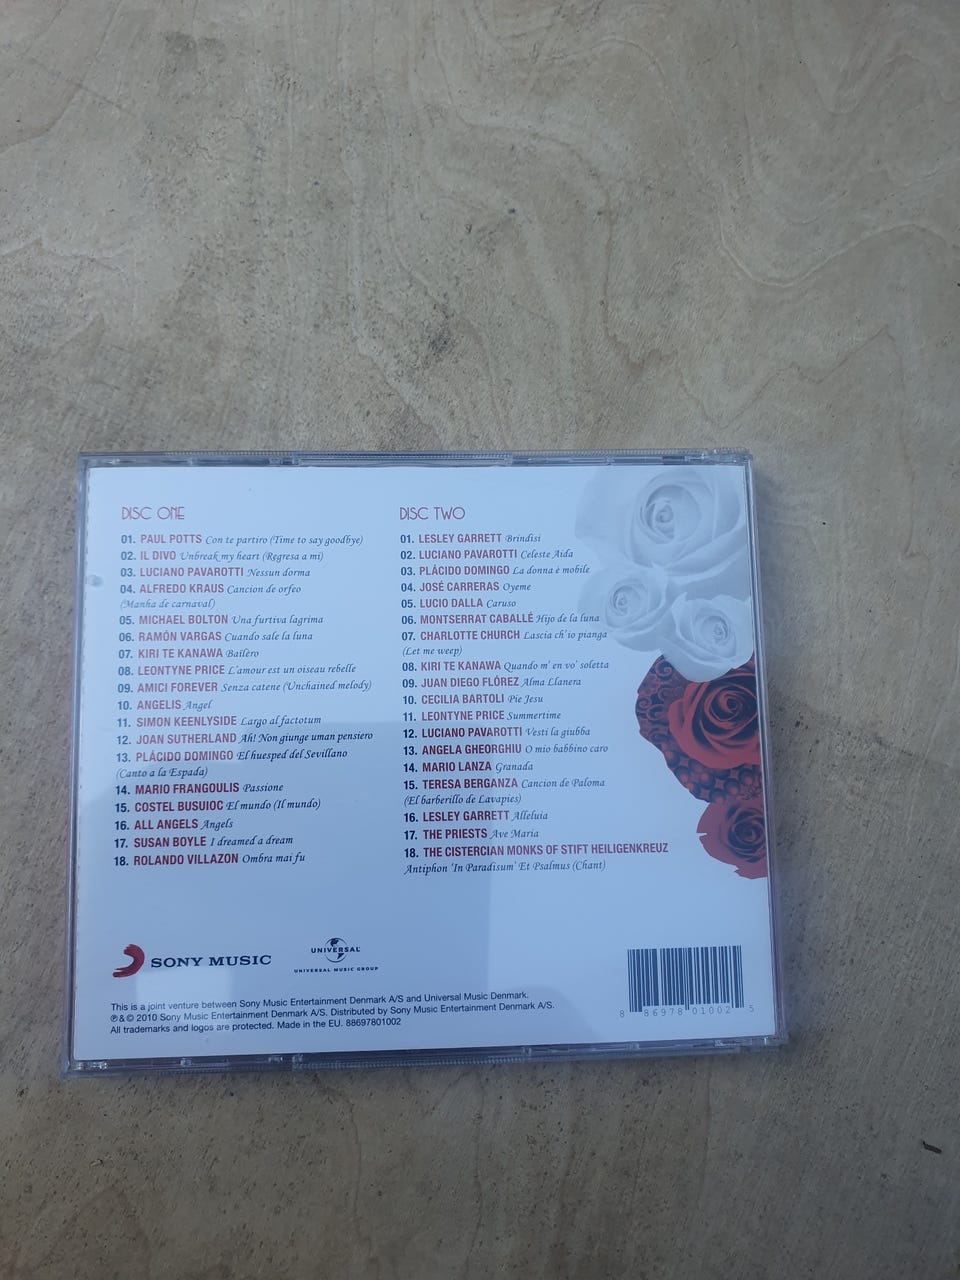 DISC ONE
01. PAUL POTTS Con te partiro (Time to say goodbye)
02. IL DIVO Unbreak my heart (Regresa a mi)
03. LUCIANO PAVAROTTI Nessun dorma
04. ALFREDO KRAUS Cancion de orfeo
(Manha de carnaval)
05. MICHAEL BOLTON Una furtiva lagrima
06. RAMÓN VARGAS Cuando sale la luna
07. KIRI TE KANAWA Bailèro
08. LEONTYNE PRICE L'amour est un oiseau rebelle
09. AMICI FOREVER Senza catene (Unchained melody)
10. ANGELIS Angel
11. SIMON KEENLYSIDE Largo al factotum
12. JOAN SUTHERLAND Ah! Non giunge uman pensiero
13. PLÁCIDO DOMINGO El huesped del Sevillano
(Canto a la Espada)
14. MARIO FRANGOULIS Passione
15. COSTEL BUSUIOC El mundo (Il mundo)
16. ALL ANGELS Angels
17. SUSAN BOYLE I dreamed a dream
18. ROLANDO VILLAZON Ombra mai fu
DISC TWO
01. LESLEY GARRETT Brindisi
02. LUCIANO PAVAROTTI Celeste Aida
03. PLÁCIDO DOMINGO La donna è mobile
04. JOSÉ CARRERAS Oyeme
05. LUCIO DALLA Caruso
06. MONTSERRAT CABALLÉ Hijo de la luna
07. CHARLOTTE CHURCH Lascia ch'io pianga
(Let me weep)
08. KIRI TE KANAWA Quando m' en vo' soletta
09. JUAN DIEGO FLÓREZ Alma Llanera
10. CECILIA BARTOLI Pie Jesu
11. LEONTYNE PRICE Summertime
12. LUCIANO PAVAROTTI Vesti la giubba
13. ANGELA GHEORGHIU O mio babbino caro
14. MARIO LANZA Granada
15. TERESA BERGANZA Cancion de Paloma
(El barberillo de Lavapies)
16. LESLEY GARRETT Alleluia
17. THE PRIESTS Ave Maria
18. THE CISTERCIAN MONKS OF STIFT HEILIGENKREUZ
Antiphon 'In Paradisum' Et Psalmus (Chant)
SONY MUSIC
UNIVERSAL
UNIVERSAL MUSIC GROUP
This is a joint venture between Sony Music Entertainment Denmark A/S and Universal Music Denmark.
℗ & © 2010 Sony Music Entertainment Denmark A/S. Distributed by Sony Music Entertainment Denmark A/S.
All trademarks and logos are protected. Made in the EU. 88697801002
8 86978 01002 5